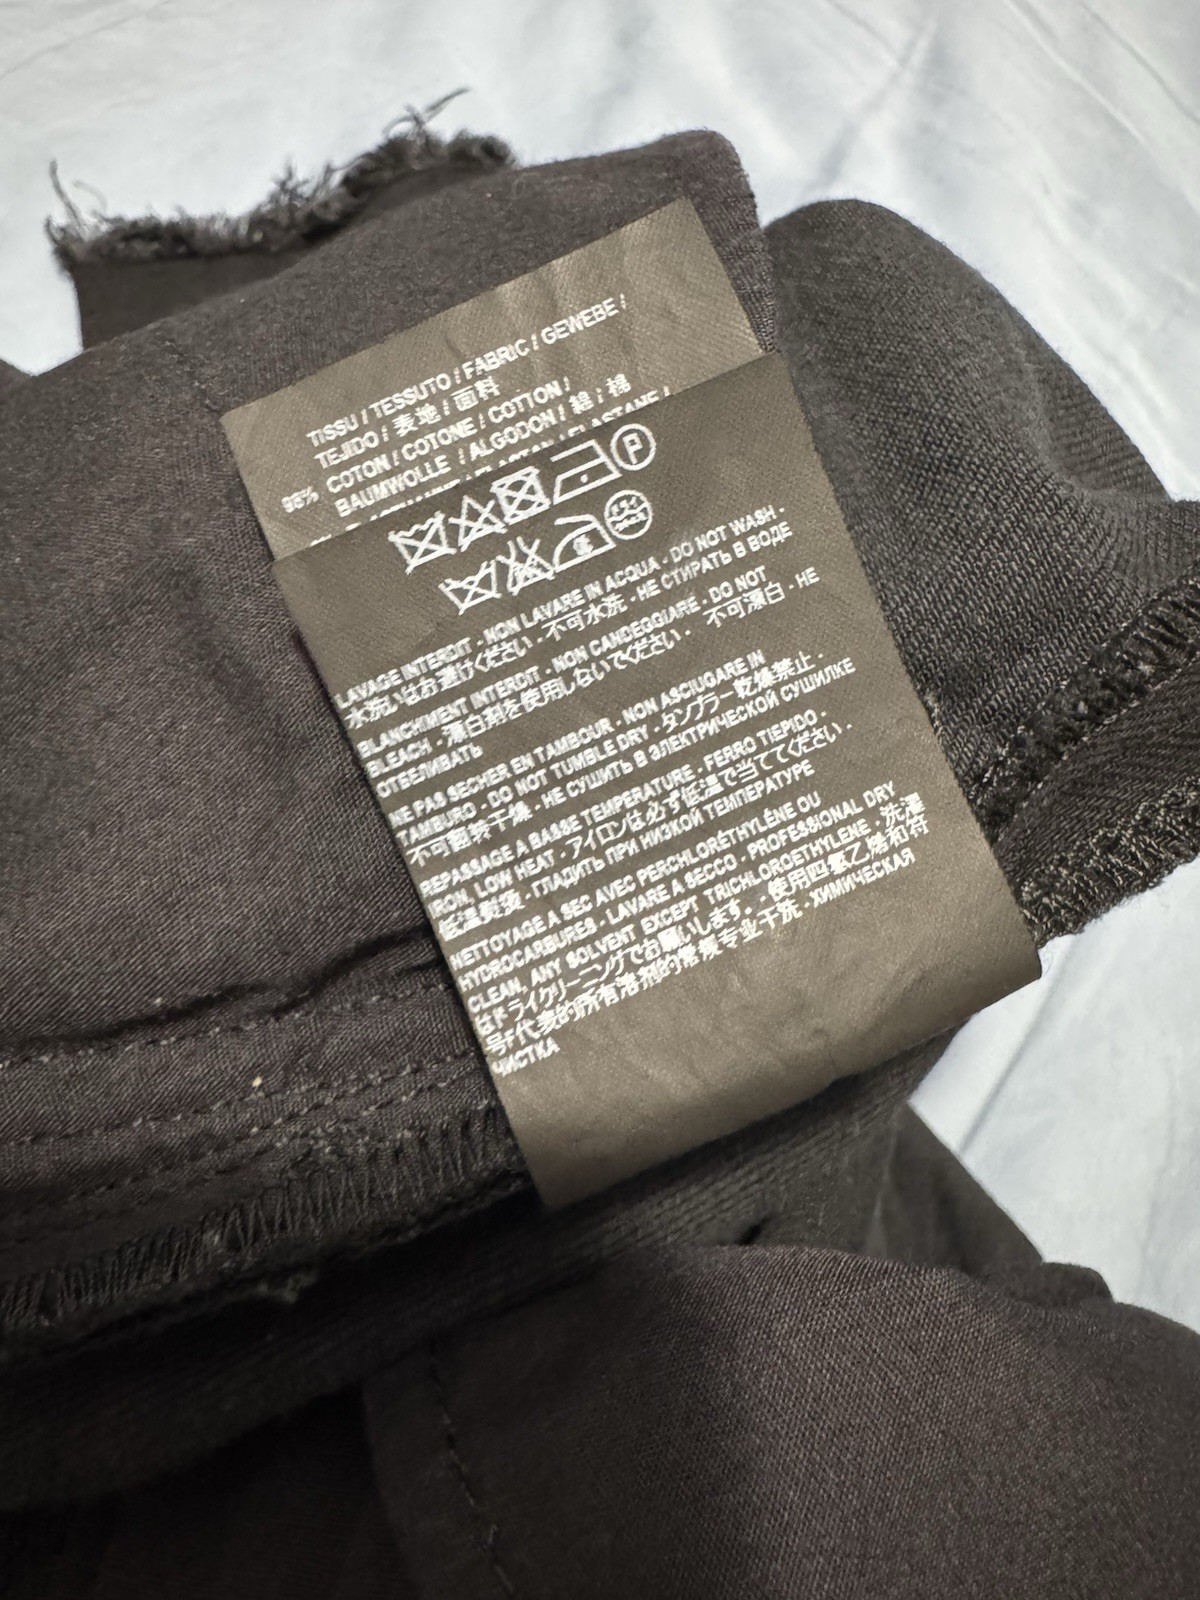 TISSU / TESSUTO / FABRIC / GEWEBE /
TEJIDO / 表地 / 面料
COTON / COTONE / COTTON /
BAUMWOLLE / ALGODON / 綿 / 棉
ELASTANE /
P
LAVAGE INTERDIT - NON LAVARE IN ACQUA - DO NOT WASH -
水洗いはお避けください - 不可水洗 - НЕ СТИРАТЬ В ВОДЕ
BLANCHIMENT INTERDIT - NON CANDEGGIARE - DO NOT
BLEACH - 漂白剤を使用しないでください - 不可漂白 - НЕ
ОТБЕЛИВАТЬ
NE PAS SECHER EN TAMBOUR - NON ASCIUGARE IN
TAMBURO - DO NOT TUMBLE DRY - タンブラー乾燥禁止 -
不可翻转干燥 - НЕ СУШИТЬ В ЭЛЕКТРИЧЕСКОЙ СУШИЛКЕ
REPASSAGE A BASSE TEMPERATURE - FERRO TIEPIDO -
IRON, LOW HEAT - アイロンは必ず低温で当ててください -
低温熨烫 - ГЛАДИТЬ ПРИ НИЗКОЙ ТЕМПЕРАТУРЕ
NETTOYAGE A SEC AVEC PERCHLORÉTHYLÈNE OU
HYDROCARBURES - LAVARE A SECCO - PROFESSIONAL DRY
CLEAN, ANY SOLVENT EXCEPT TRICHLOROETHYLENE - 洗濯
はドライクリーニングでお願いします。 - 使用四氯乙烯和符
号F代表的所有溶剂的常规专业干洗 - ХИМИЧЕСКАЯ
ЧИСТКА